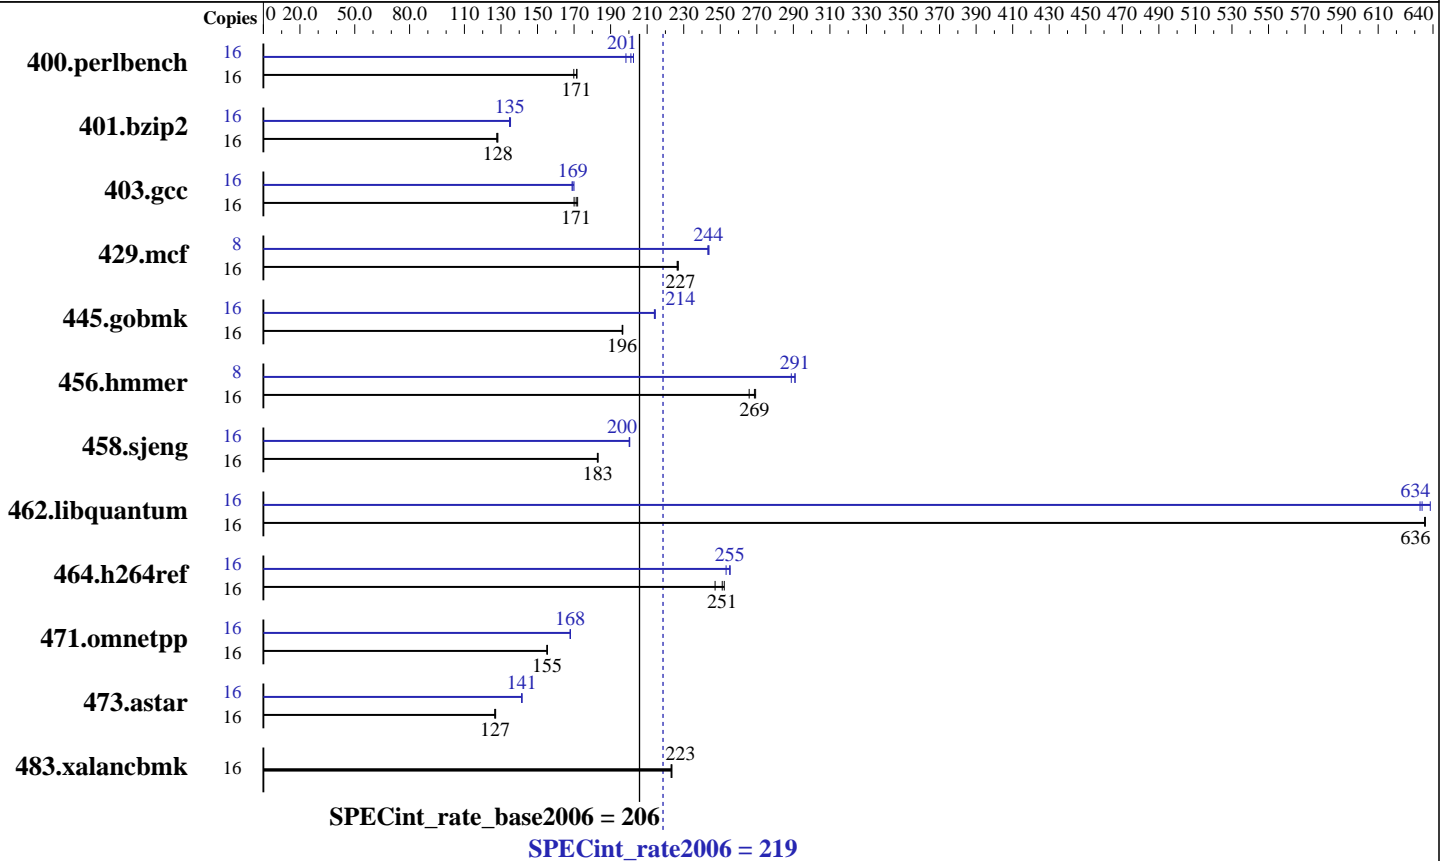 Copies 0 20.0 50.0 80.0 110 130 150 170 190 210 230 250 270 290 310 330 350 370 390 410 430 450 470 490 510 530 550 570 590 610 640
400.perlbench 16 201
16 171
401.bzip2 16 135
16 128
403.gcc 16 169
16 171
429.mcf 8 244
16 227
445.gobmk 16 214
16 196
456.hmmer 8 291
16 269
458.sjeng 16 200
16 183
462.libquantum 16 634
16 636
464.h264ref 16 255
16 251
471.omnetpp 16 168
16 155
473.astar 16 141
16 127
483.xalancbmk 16 223
SPECint_rate_base2006 = 206
SPECint_rate2006 = 219